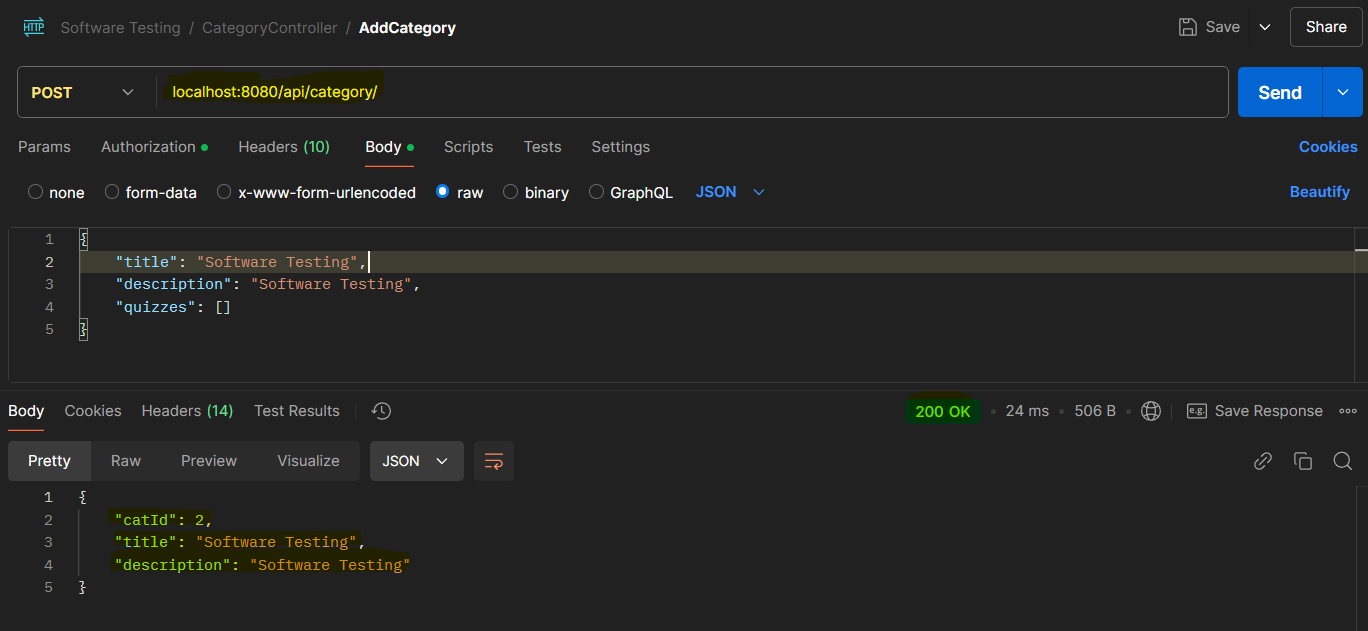 HTTP Software Testing / CategoryController / AddCategory Save Share
POST localhost:8080/api/category/ Send
Params Authorization Headers (10) Body Scripts Tests Settings Cookies
none form-data x-www-form-urlencoded raw binary GraphQL JSON Beautify
1 {
2 "title": "Software Testing",
3 "description": "Software Testing",
4 "quizzes": []
5 }
Body Cookies Headers (14) Test Results 200 OK 24 ms 506 B e.g. Save Response
Pretty Raw Preview Visualize JSON
1 {
2 "catId": 2,
3 "title": "Software Testing",
4 "description": "Software Testing"
5 }